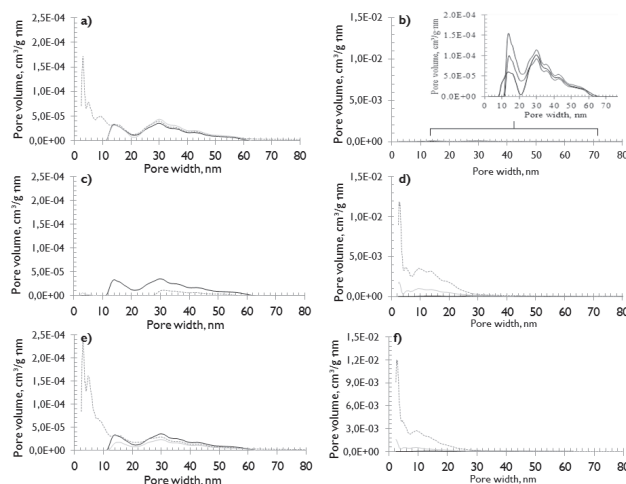 a)
Pore volume, cm³/g·nm
2,5E-04
2,0E-04
1,5E-04
1,0E-04
5,0E-05
0,0E+00
0 10 20 30 40 50 60 70 80
Pore width, nm
b)
Pore volume, cm³/g·nm
1,5E-02
1,0E-02
5,0E-03
0,0E+00
0 10 20 30 40 50 60 70 80
Pore width, nm
Pore volume, cm³/g·nm
2.0E-04
1.5E-04
1.0E-04
5.0E-05
0.0E+00
0 10 20 30 40 50 60 70
Pore width, nm
c)
Pore volume, cm³/g·nm
2,5E-04
2,0E-04
1,5E-04
1,0E-04
5,0E-05
0,0E+00
0 10 20 30 40 50 60 70 80
Pore width, nm
d)
Pore volume, cm³/g·nm
1,5E-02
1,0E-02
5,0E-03
0,0E+00
0 10 20 30 40 50 60 70 80
Pore width, nm
e)
Pore volume, cm³/g·nm
2,5E-04
2,0E-04
1,5E-04
1,0E-04
5,0E-05
0,0E+00
0 10 20 30 40 50 60 70 80
Pore width, nm
f)
Pore volume, cm³/g·nm
1,5E-02
1,2E-02
9,0E-03
6,0E-03
3,0E-03
0,0E+00
0 10 20 30 40 50 60 70 80
Pore width, nm